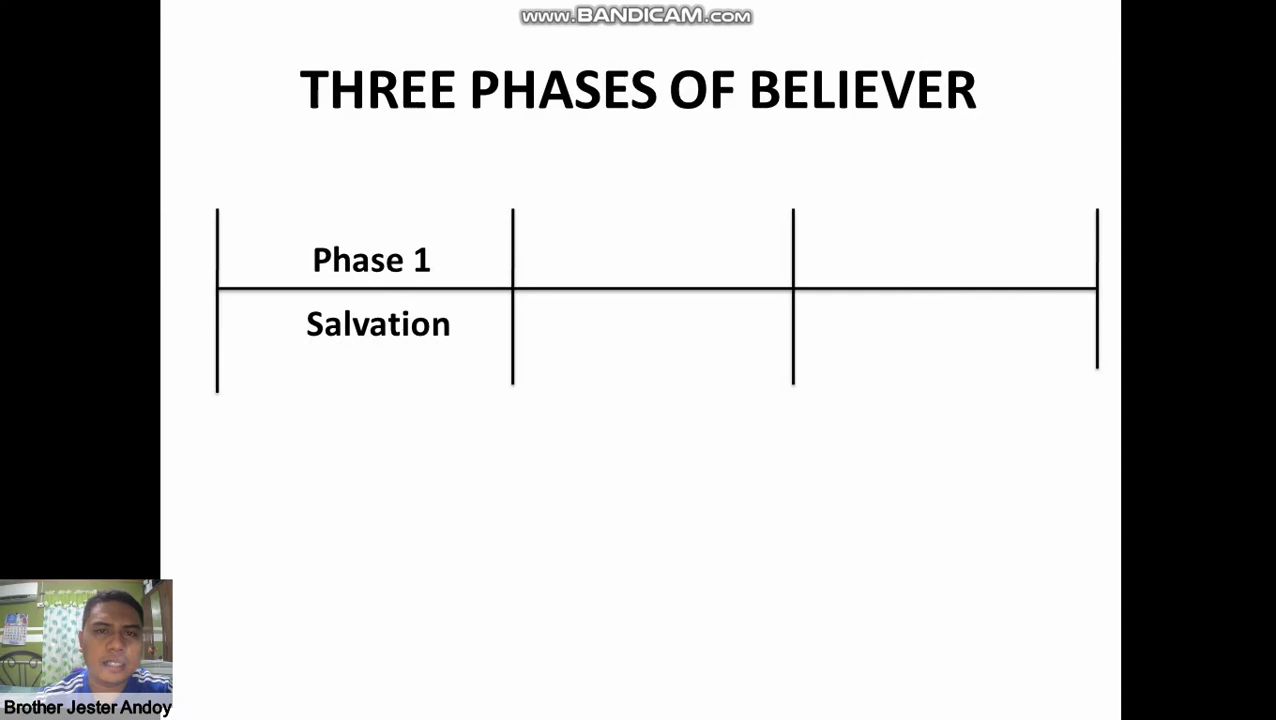 www.BANDICAM.com
THREE PHASES OF BELIEVER
Phase 1
Salvation
Brother Jester Andoy